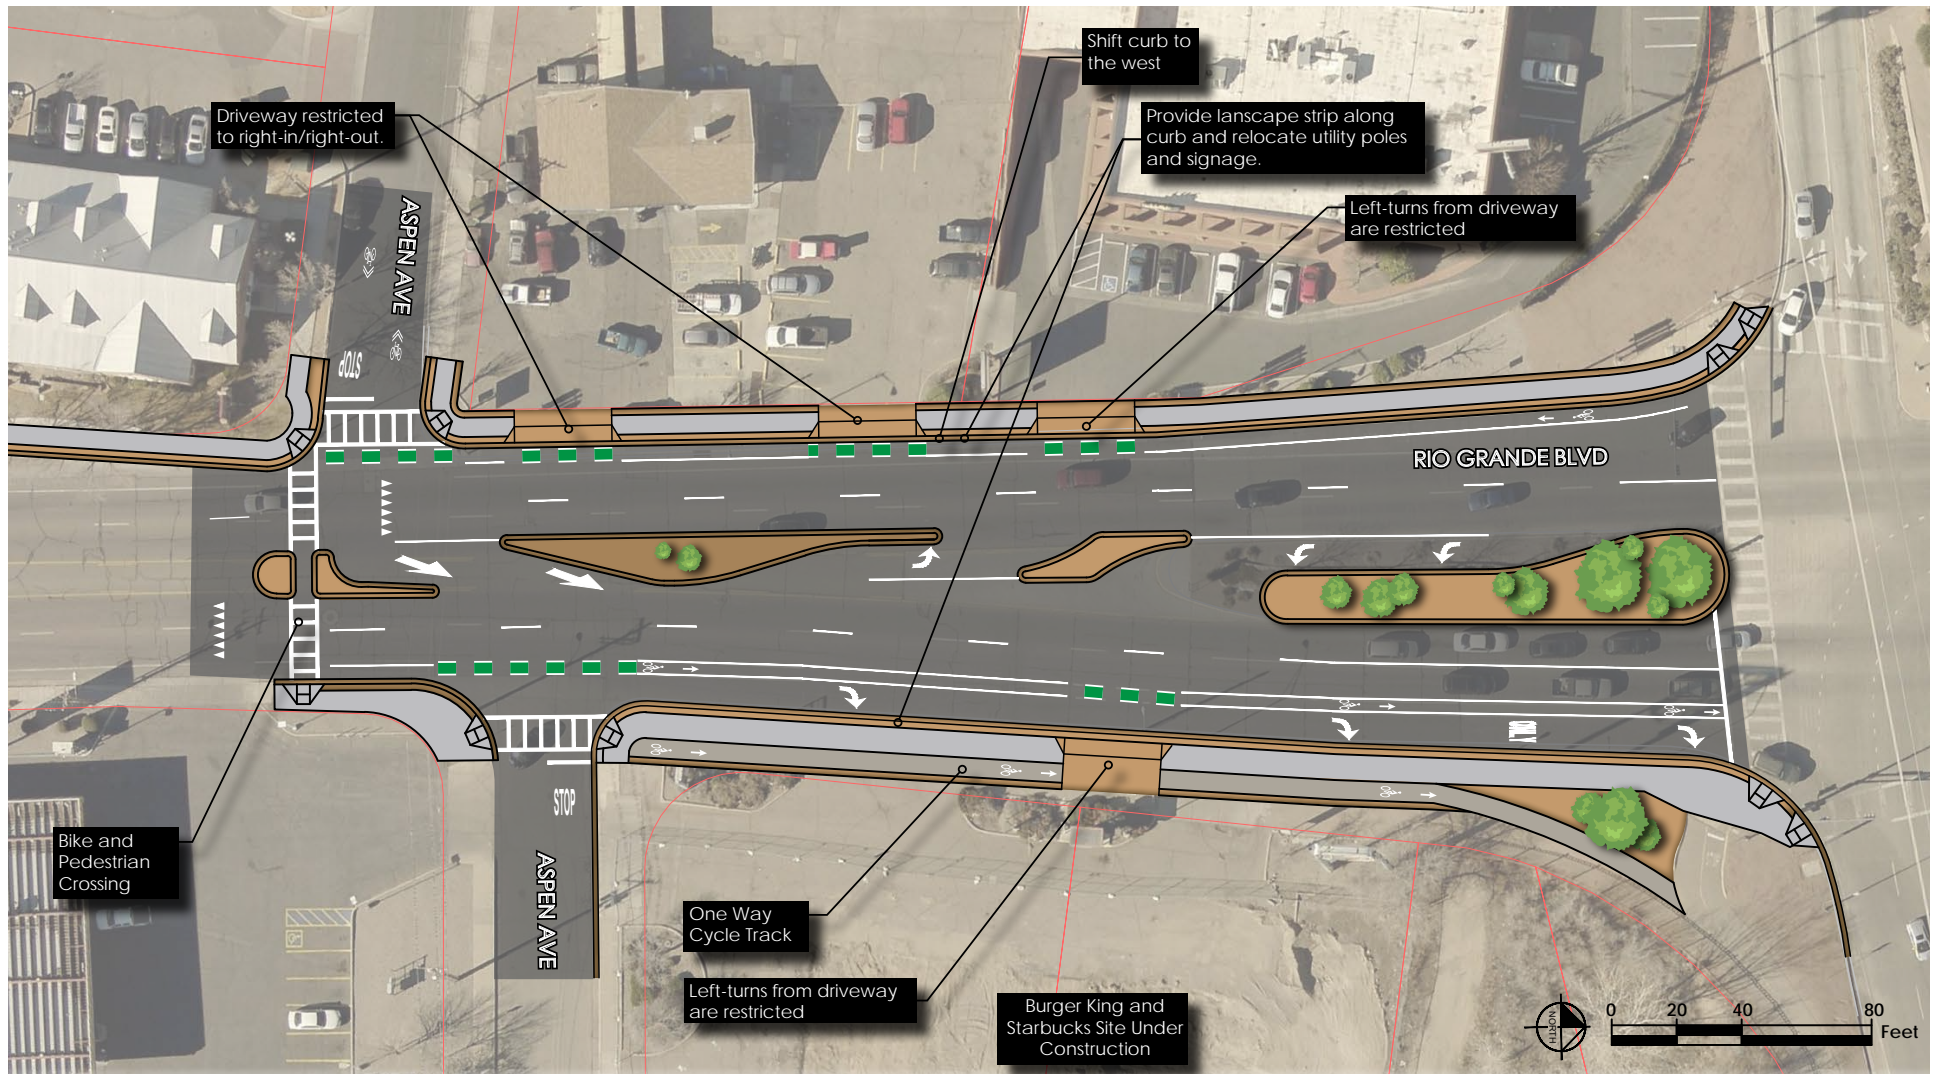 Shift curb to
the west
Driveway restricted
to right-in/right-out.
Provide lanscape strip along
curb and relocate utility poles
and signage.
Left-turns from driveway
are restricted
ASPEN AVE
STOP
RIO GRANDE BLVD
ONLY
STOP
ASPEN AVE
Bike and
Pedestrian
Crossing
One Way
Cycle Track
Left-turns from driveway
are restricted
Burger King and
Starbucks Site Under
Construction
NORTH
0 20 40 80
Feet